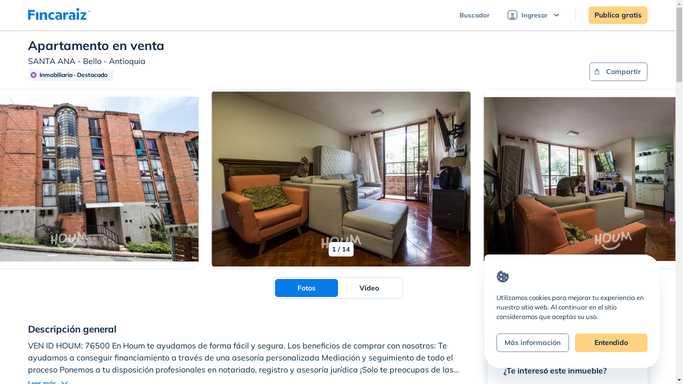 Fincaraiz
Buscador
Ingresar
Publica gratis
Apartamento en venta
SANTA ANA - Bello - Antioquia
Inmobiliaria · Destacado
Compartir
HOUM
HOUM
HOUM
1 / 14
Fotos
Video
Descripción general
VEN ID HOUM: 76500 En Houm te ayudamos de forma fácil y segura. Los beneficios de comprar con nosotros: Te
ayudamos a conseguir financiamiento a través de una asesoría personalizada Mediación y seguimiento de todo el
proceso Ponemos a tu disposición profesionales en notariado, registro y asesoría jurídica ¡Solo te preocupas de las...
Leer más
Utilizamos cookies para mejorar tu experiencia en
nuestro sitio web. Al continuar en el sitio
consideramos que aceptas su uso.
Más información
Entendido
¿Te interesó este inmueble?